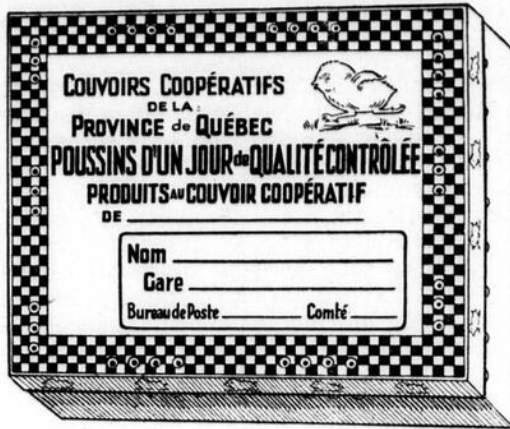 COUVOIRS COOPÉRATIFS
DE LA:
PROVINCE de QUÉBEC
POUSSINS D'UN JOUR de QUALITÉ CONTRÔLÉE
PRODUITS AU COUVOIR COOPÉRATIF
DE
Nom
Gare
Bureau de Poste Comté